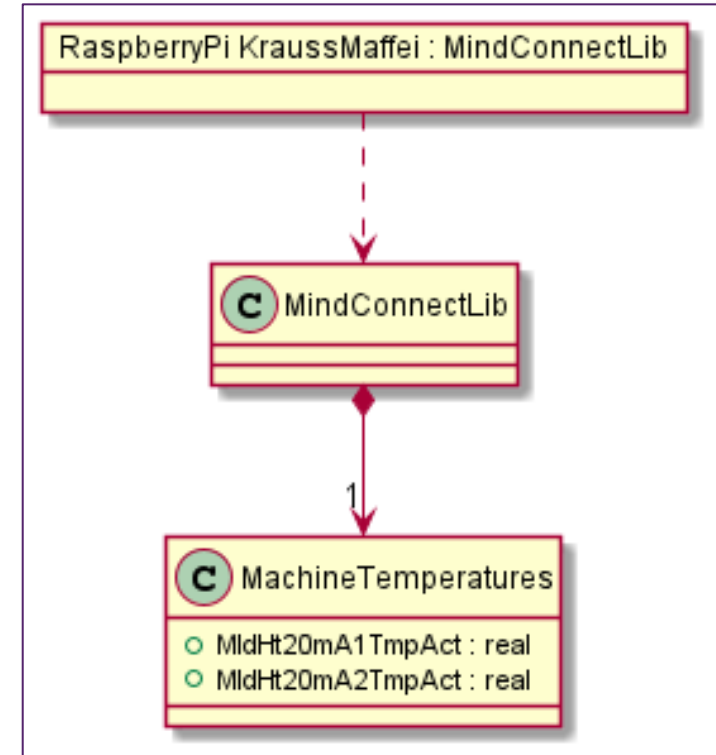 RaspberryPi KraussMaffei : MindConnectLib
C MindConnectLib
1
C MachineTemperatures
MldHt20mA1TmpAct : real
MldHt20mA2TmpAct : real